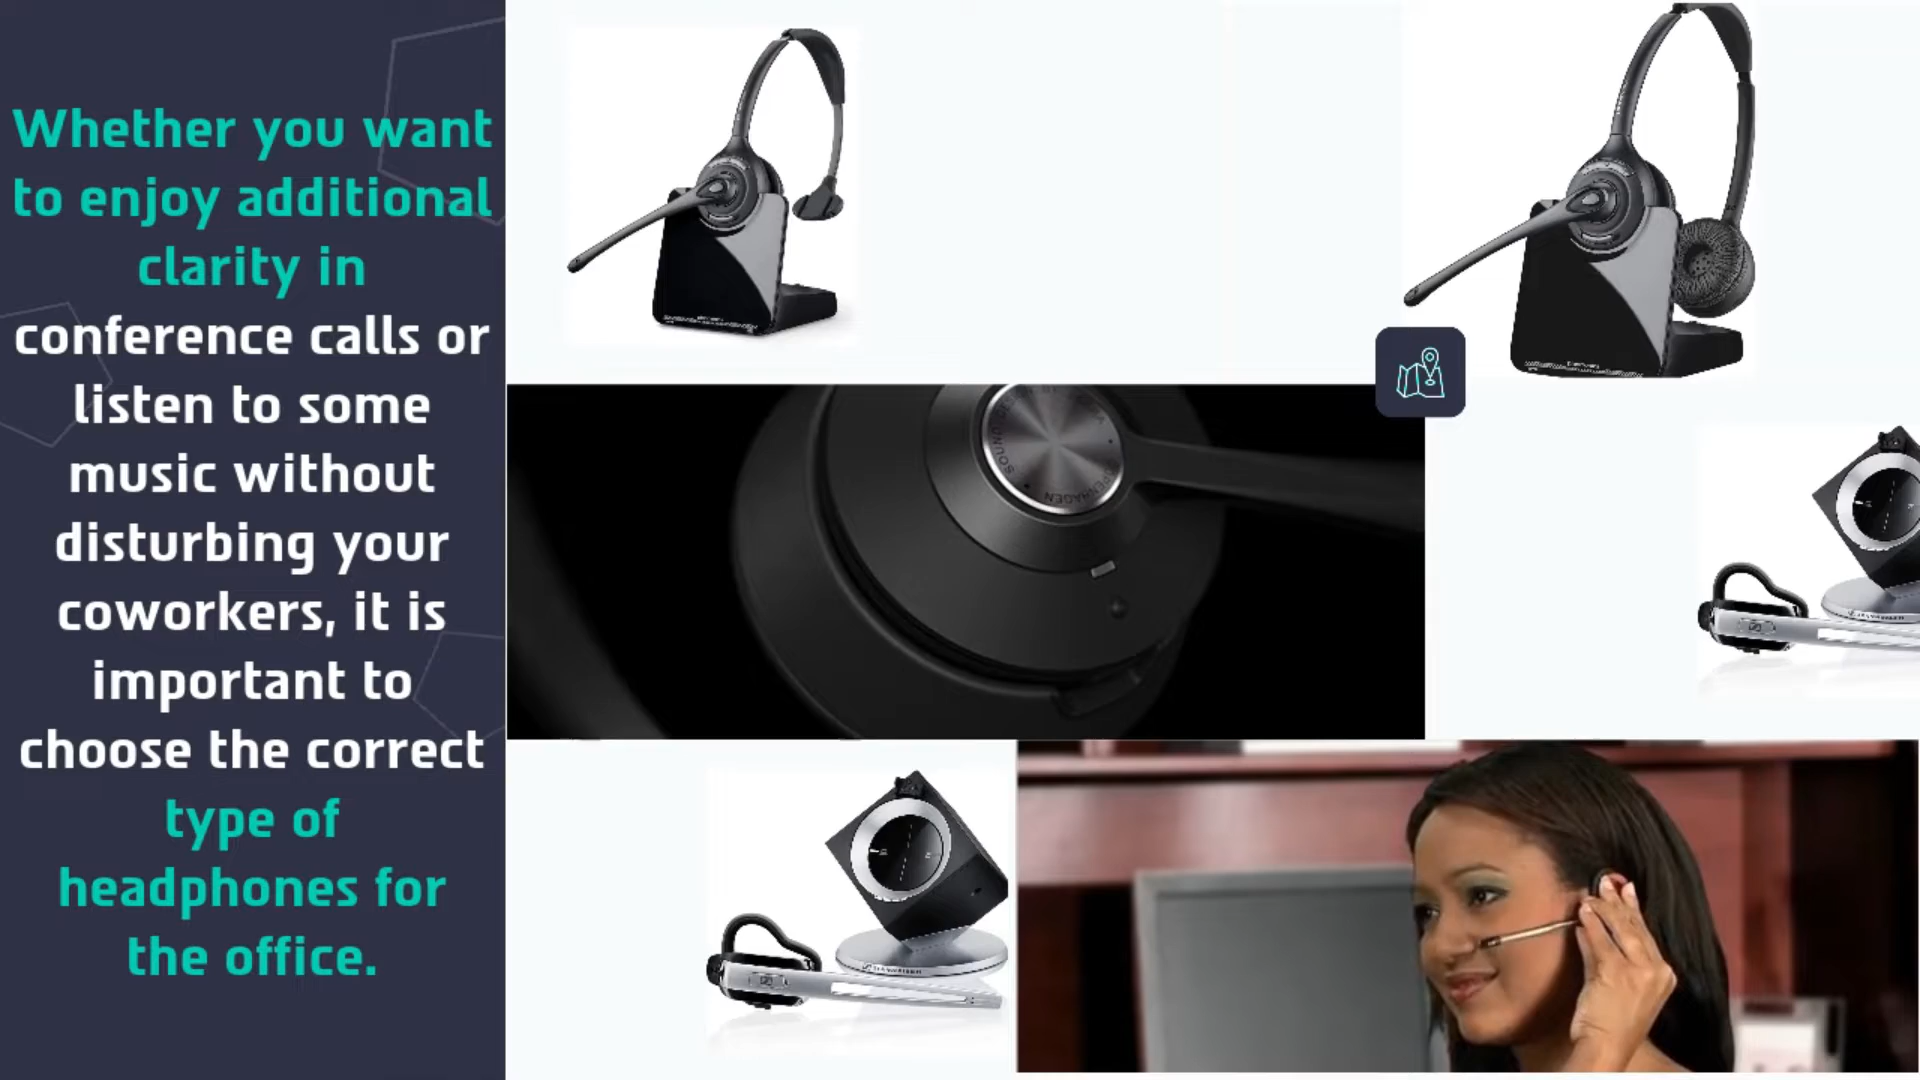 Whether you want
to enjoy additional
clarity in
conference calls or
listen to some
music without
disturbing your
coworkers, it is
important to
choose the correct
type of
headphones for
the office.